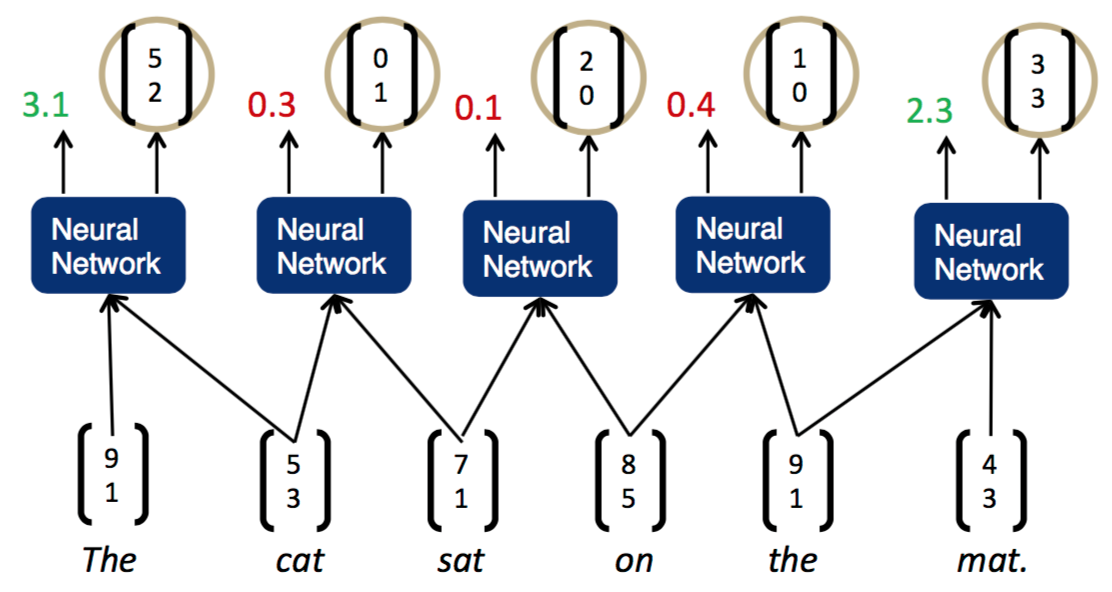 5 0 2 1 3
2 1 0 0 3
3.1 0.3 0.1 0.4 2.3
Neural Neural Neural Neural Neural
Network Network Network Network Network
9 5 7 8 9 4
1 3 1 5 1 3
The cat sat on the mat.